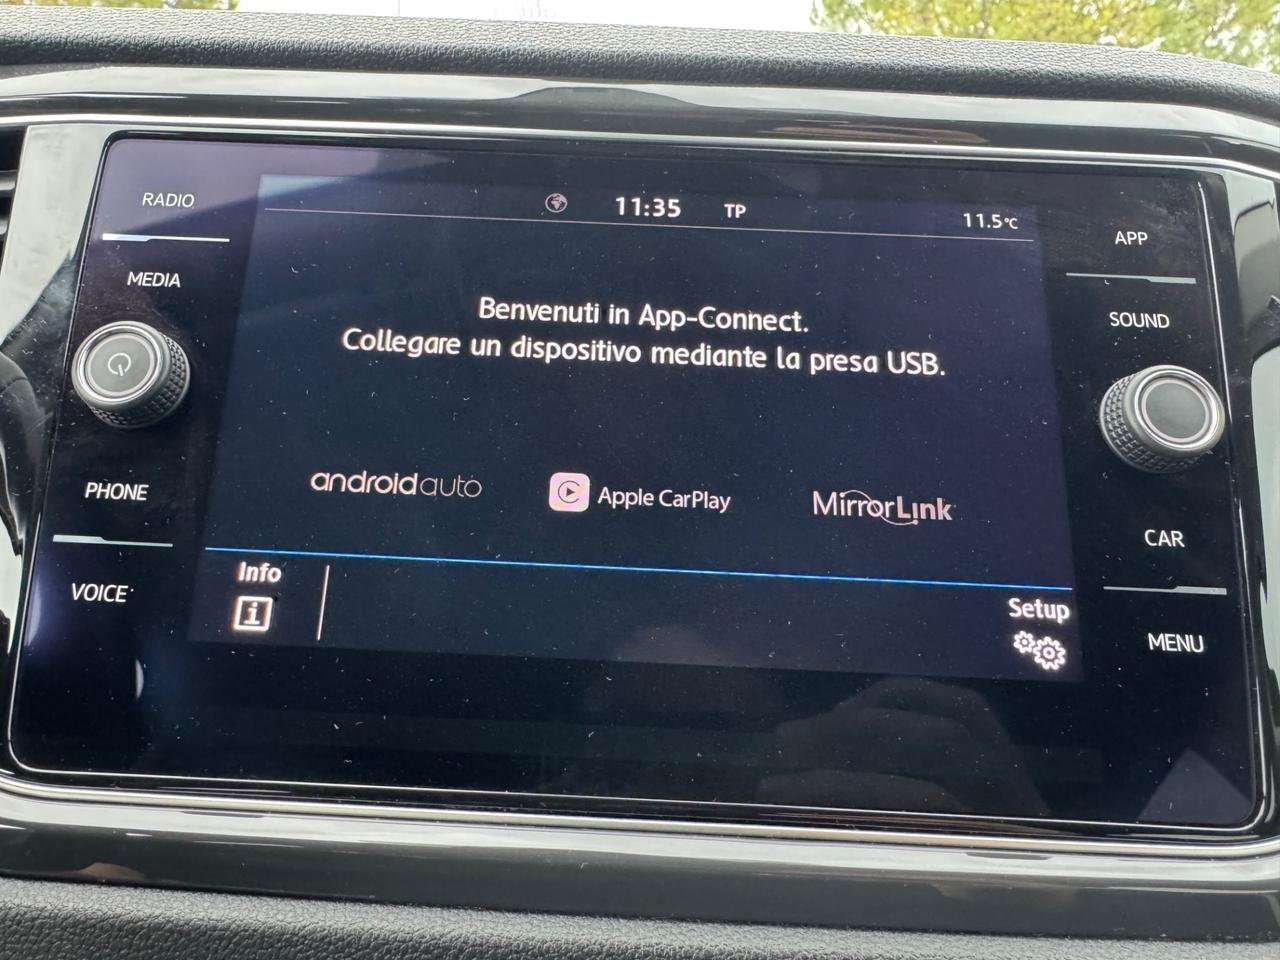 RADIO
MEDIA
PHONE
VOICE
11:35 TP
11.5°C
Benvenuti in App-Connect.
Collegare un dispositivo mediante la presa USB.
androidauto
Apple CarPlay
MirrorLink
Info
i
Setup
APP
SOUND
CAR
MENU